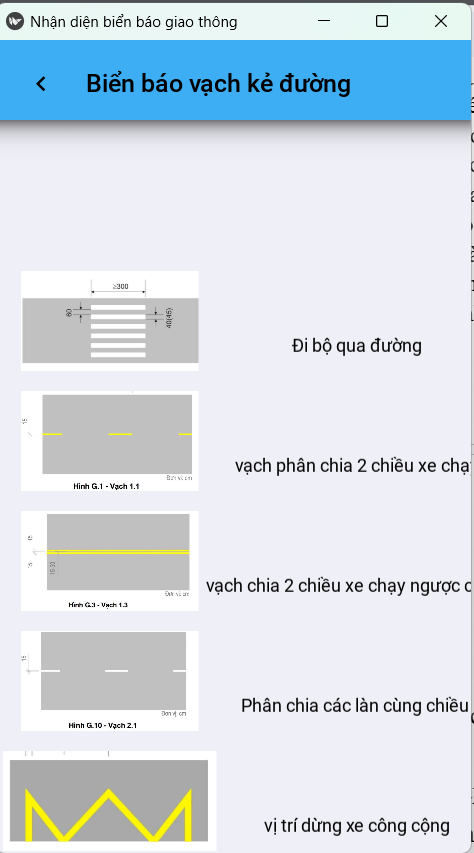 Nhận diện biển báo giao thông
Biển báo vạch kẻ đường
≥300
60
40(45)
Đi bộ qua đường
15
Đơn vị cm
Hình G.1 - Vạch 1.1
vạch phân chia 2 chiều xe chạy
15
15
15-30
Đơn vị cm
Hình G.3 - Vạch 1.3
vạch chia 2 chiều xe chạy ngược c
15
Đơn vị cm
Hình G.10 - Vạch 2.1
Phân chia các làn cùng chiều
vị trí dừng xe công cộng